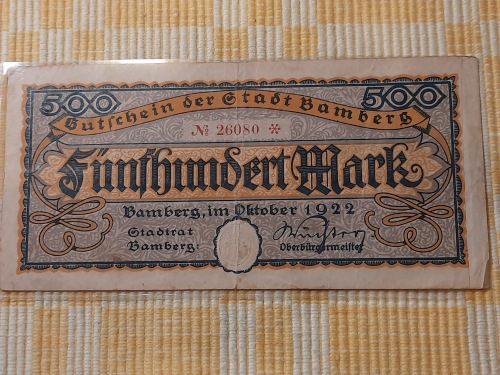 500 500
Gutschein der Stadt Bamberg
№ 26080 *
Fünfhundert Mark
Bamberg, im Oktober 1922
Stadtrat
Bamberg:
Oberbürgermeister